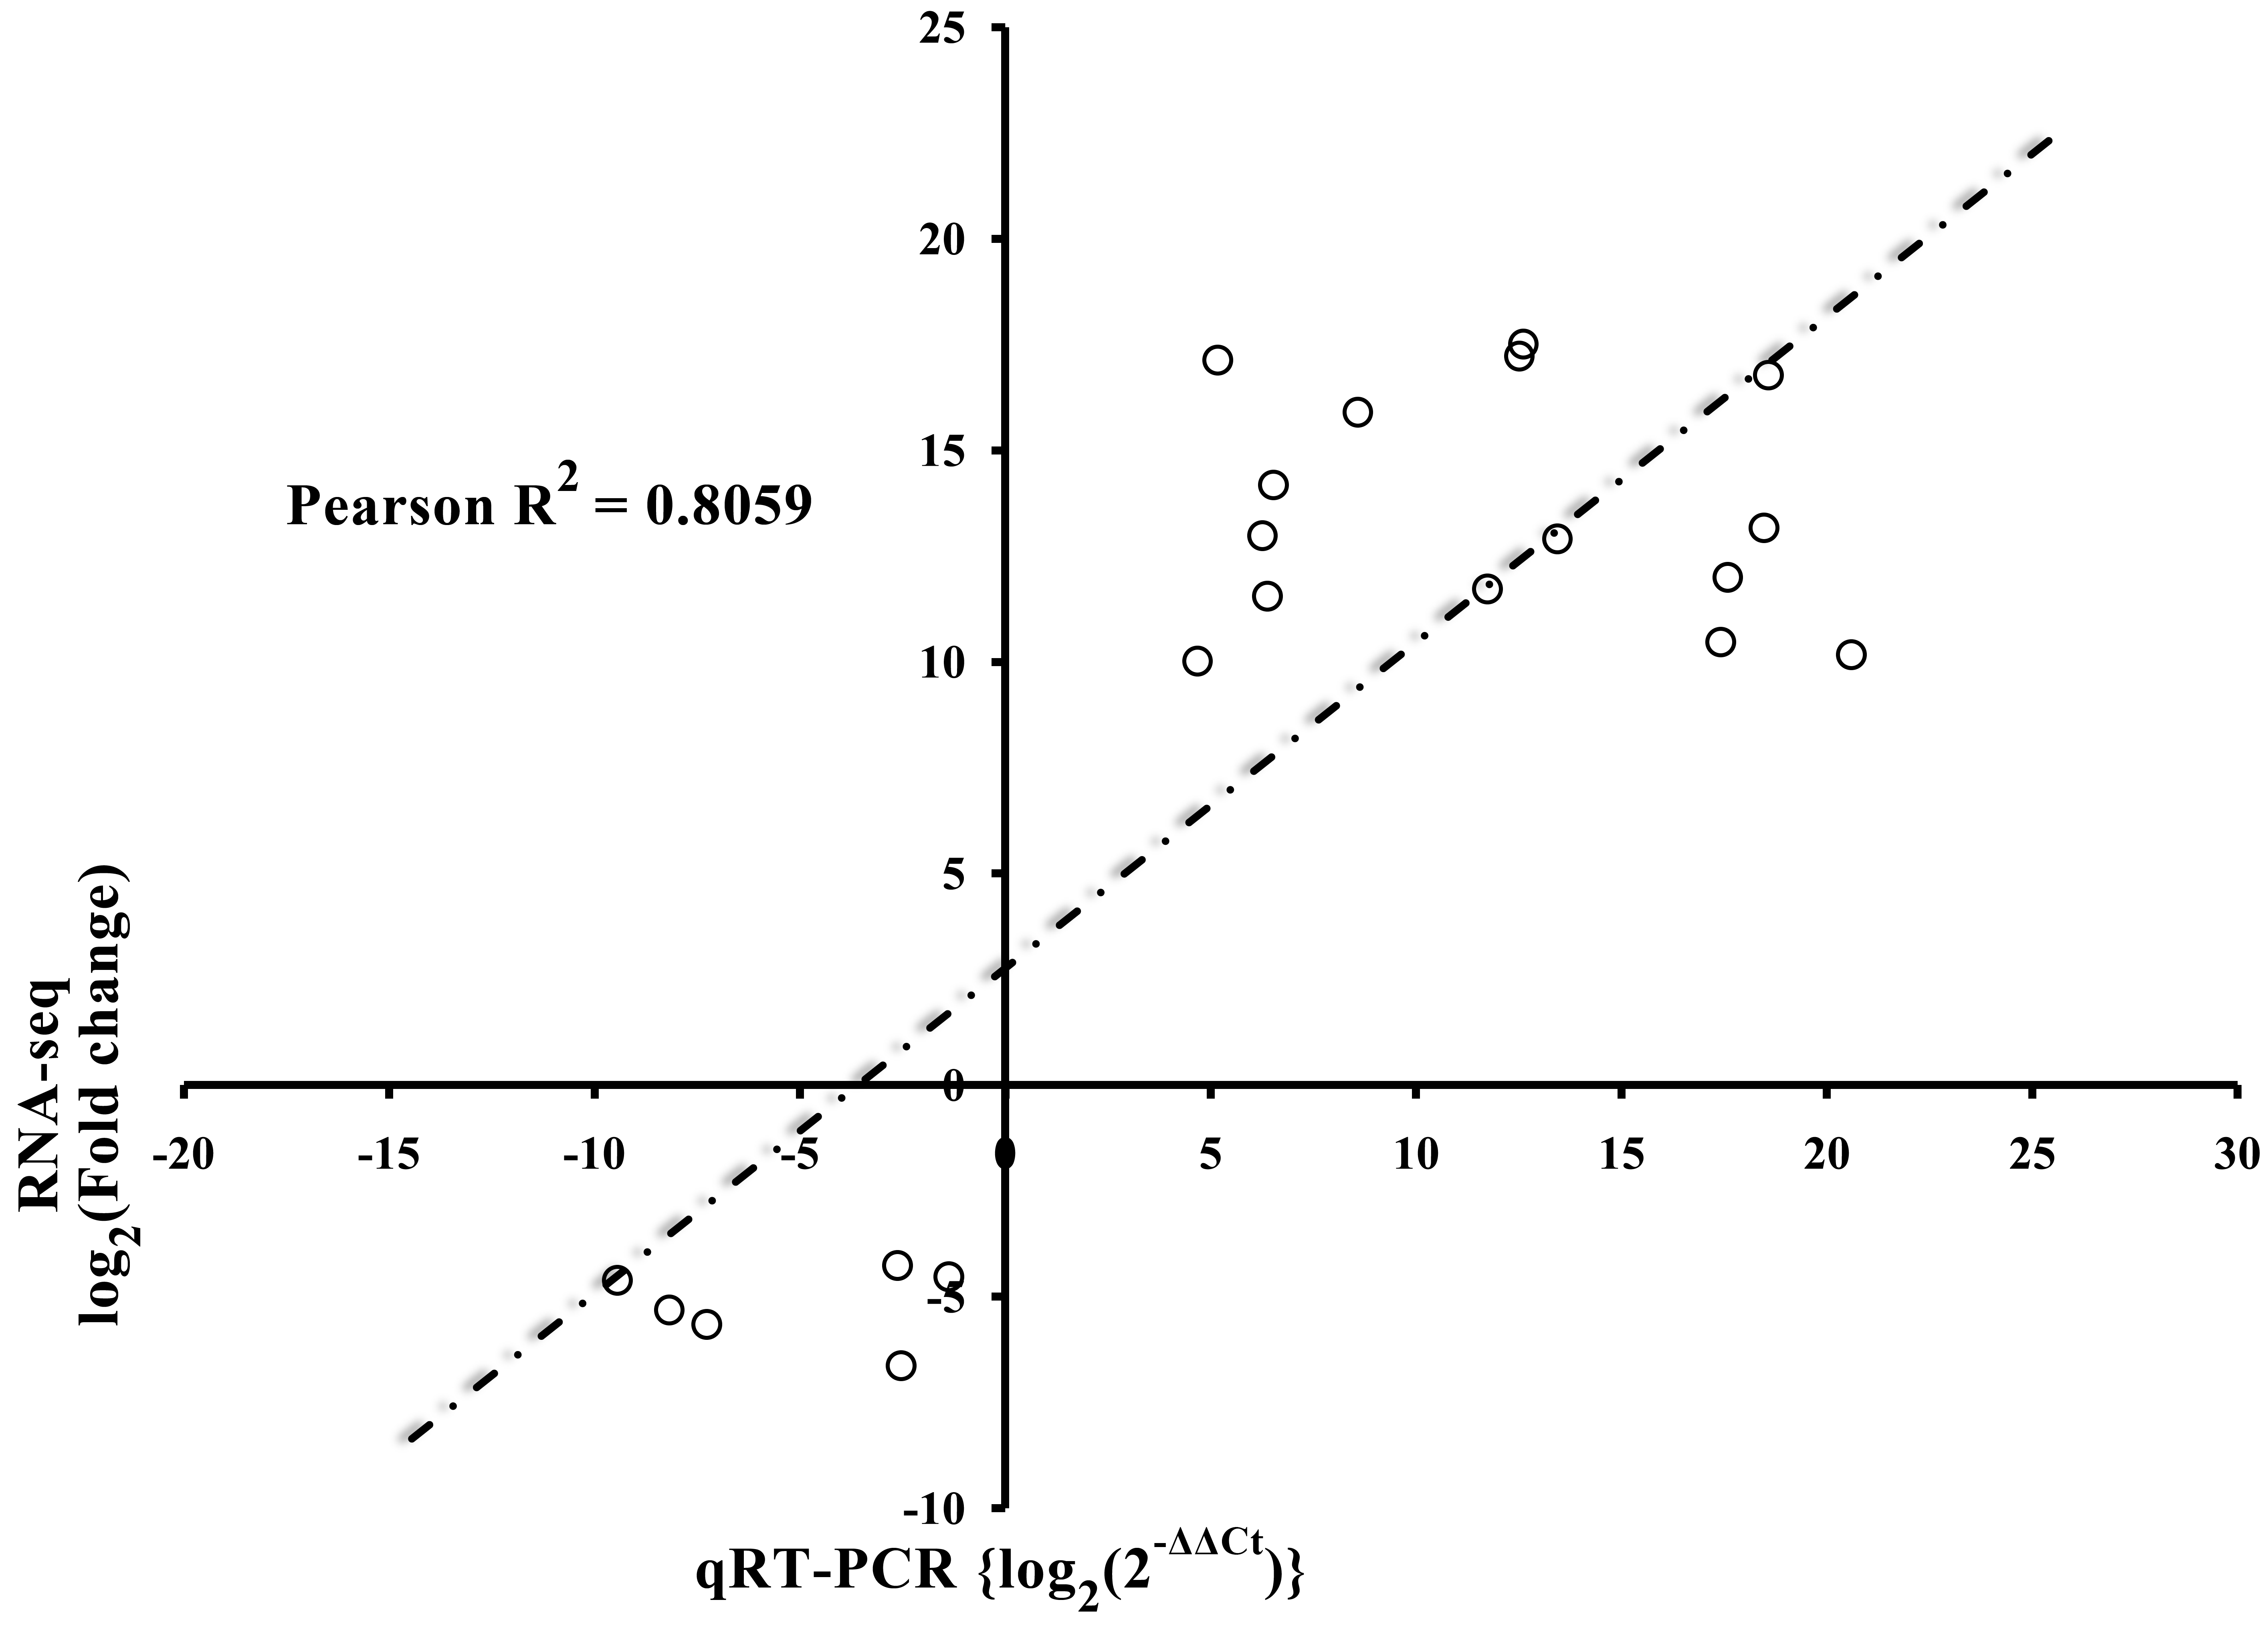 25
20
15
10
5
0
-5
-10
Pearson R² = 0.8059
RNA-seq
log₂(Fold change)
-20 -15 -10 -5 0 5 10 15 20 25 30
qRT-PCR {log₂(2⁻ΔΔCt)}